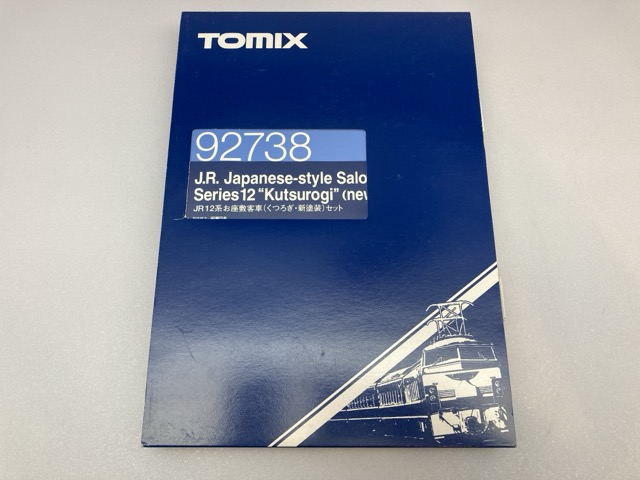 TOMIX
92738
J.R. Japanese-style Salo
Series12 "Kutsurogi" (nev
JR12系お座敷客車(くつろぎ・新塗装)セット